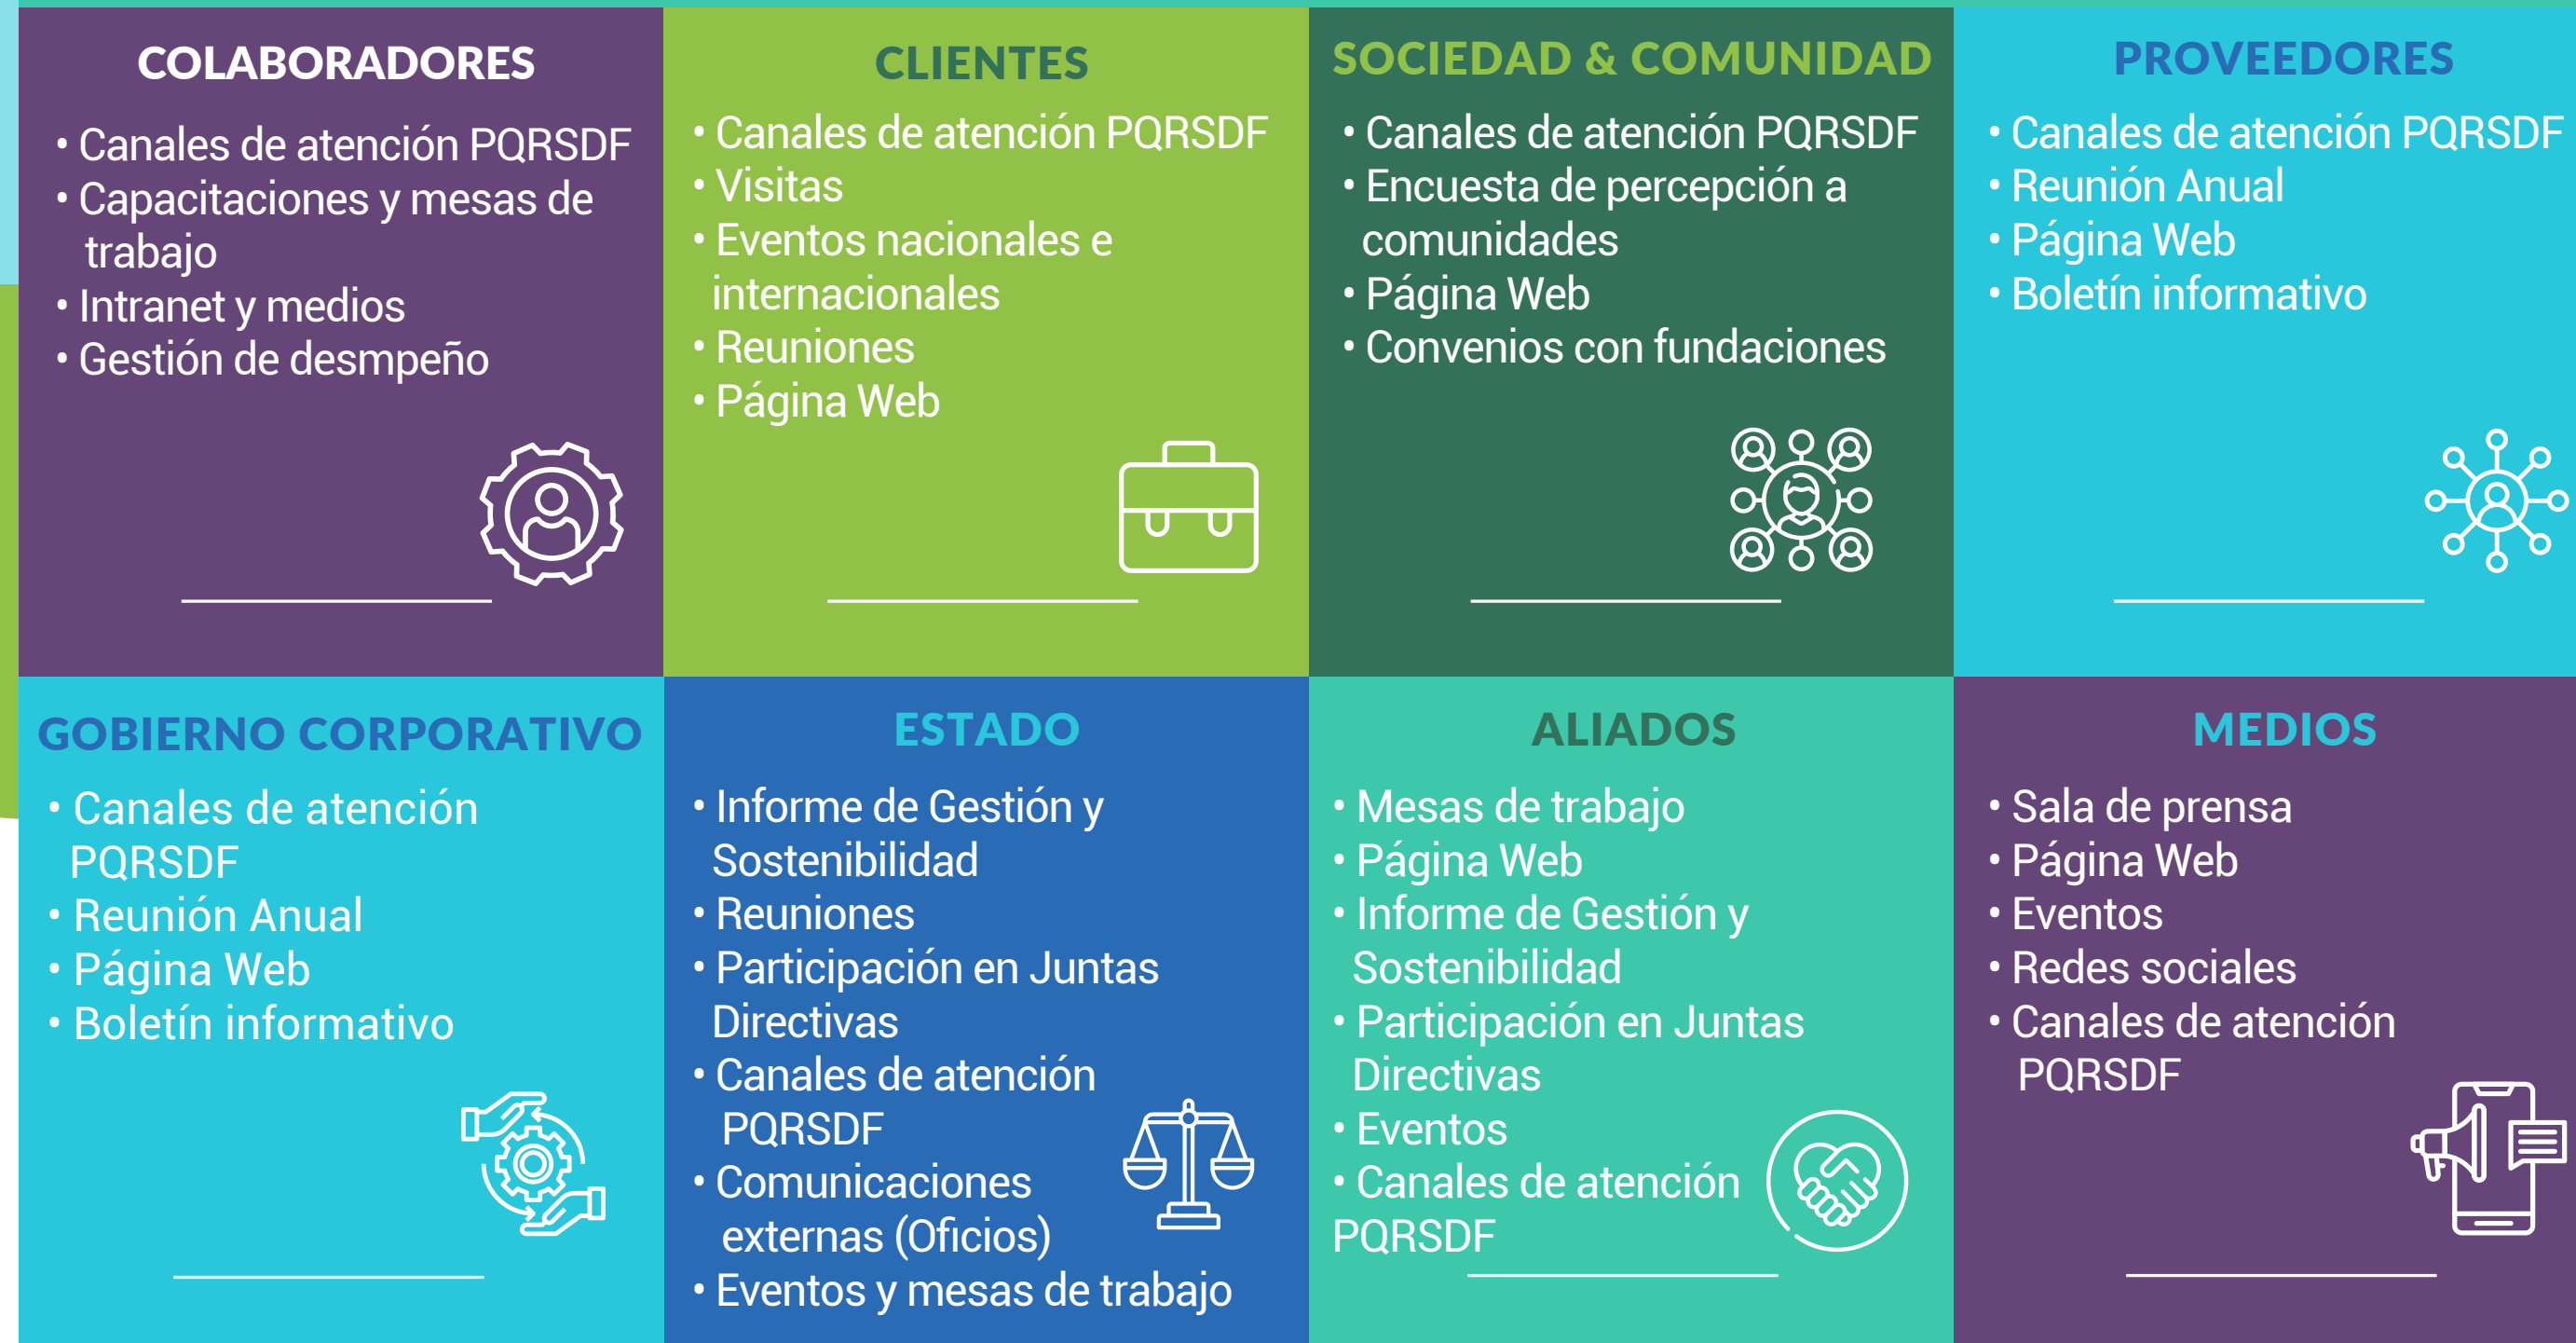 COLABORADORES
• Canales de atención PQRSDF
• Capacitaciones y mesas de
trabajo
• Intranet y medios
• Gestión de desmpeño
CLIENTES
• Canales de atención PQRSDF
• Visitas
• Eventos nacionales e
internacionales
• Reuniones
• Página Web
SOCIEDAD & COMUNIDAD
• Canales de atención PQRSDF
• Encuesta de percepción a
comunidades
• Página Web
• Convenios con fundaciones
PROVEEDORES
• Canales de atención PQRSDF
• Reunión Anual
• Página Web
• Boletín informativo
GOBIERNO CORPORATIVO
• Canales de atención
PQRSDF
• Reunión Anual
• Página Web
• Boletín informativo
ESTADO
• Informe de Gestión y
Sostenibilidad
• Reuniones
• Participación en Juntas
Directivas
• Canales de atención
PQRSDF
• Comunicaciones
externas (Oficios)
• Eventos y mesas de trabajo
ALIADOS
• Mesas de trabajo
• Página Web
• Informe de Gestión y
Sostenibilidad
• Participación en Juntas
Directivas
• Eventos
• Canales de atención
PQRSDF
MEDIOS
• Sala de prensa
• Página Web
• Eventos
• Redes sociales
• Canales de atención
PQRSDF